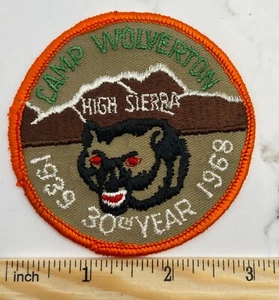 CAMP WOLVERTON
HIGH SIERRA
1939 30TH YEAR 1968
inch 1 2 3